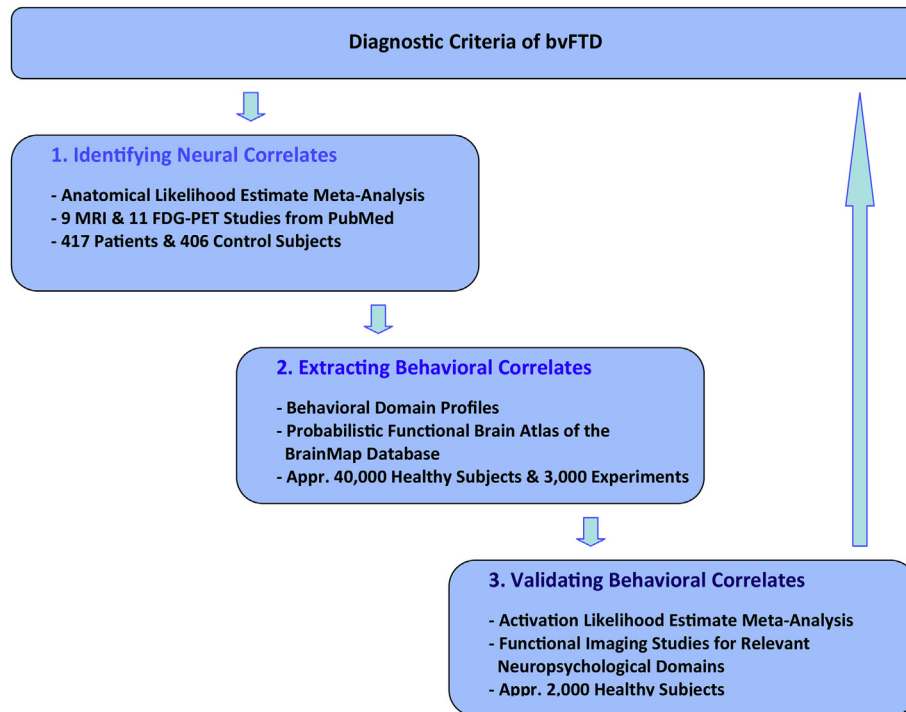 Diagnostic Criteria of bvFTD
1. Identifying Neural Correlates
- Anatomical Likelihood Estimate Meta-Analysis
- 9 MRI & 11 FDG-PET Studies from PubMed
- 417 Patients & 406 Control Subjects
2. Extracting Behavioral Correlates
- Behavioral Domain Profiles
- Probabilistic Functional Brain Atlas of the
BrainMap Database
- Appr. 40,000 Healthy Subjects & 3,000 Experiments
3. Validating Behavioral Correlates
- Activation Likelihood Estimate Meta-Analysis
- Functional Imaging Studies for Relevant
Neuropsychological Domains
- Appr. 2,000 Healthy Subjects